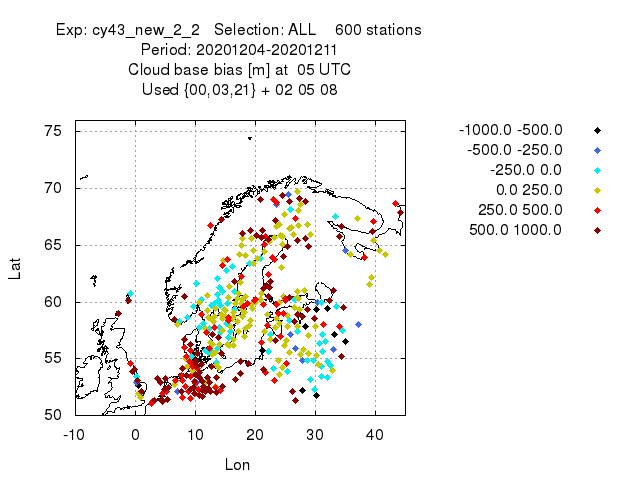 Exp: cy43_new_2_2 Selection: ALL 600 stations
Period: 20201204-20201211
Cloud base bias [m] at 05 UTC
Used {00,03,21} + 02 05 08
-1000.0 -500.0
-500.0 -250.0
-250.0 0.0
0.0 250.0
250.0 500.0
500.0 1000.0
75
70
65
60
55
50
Lat
-10 0 10 20 30 40
Lon